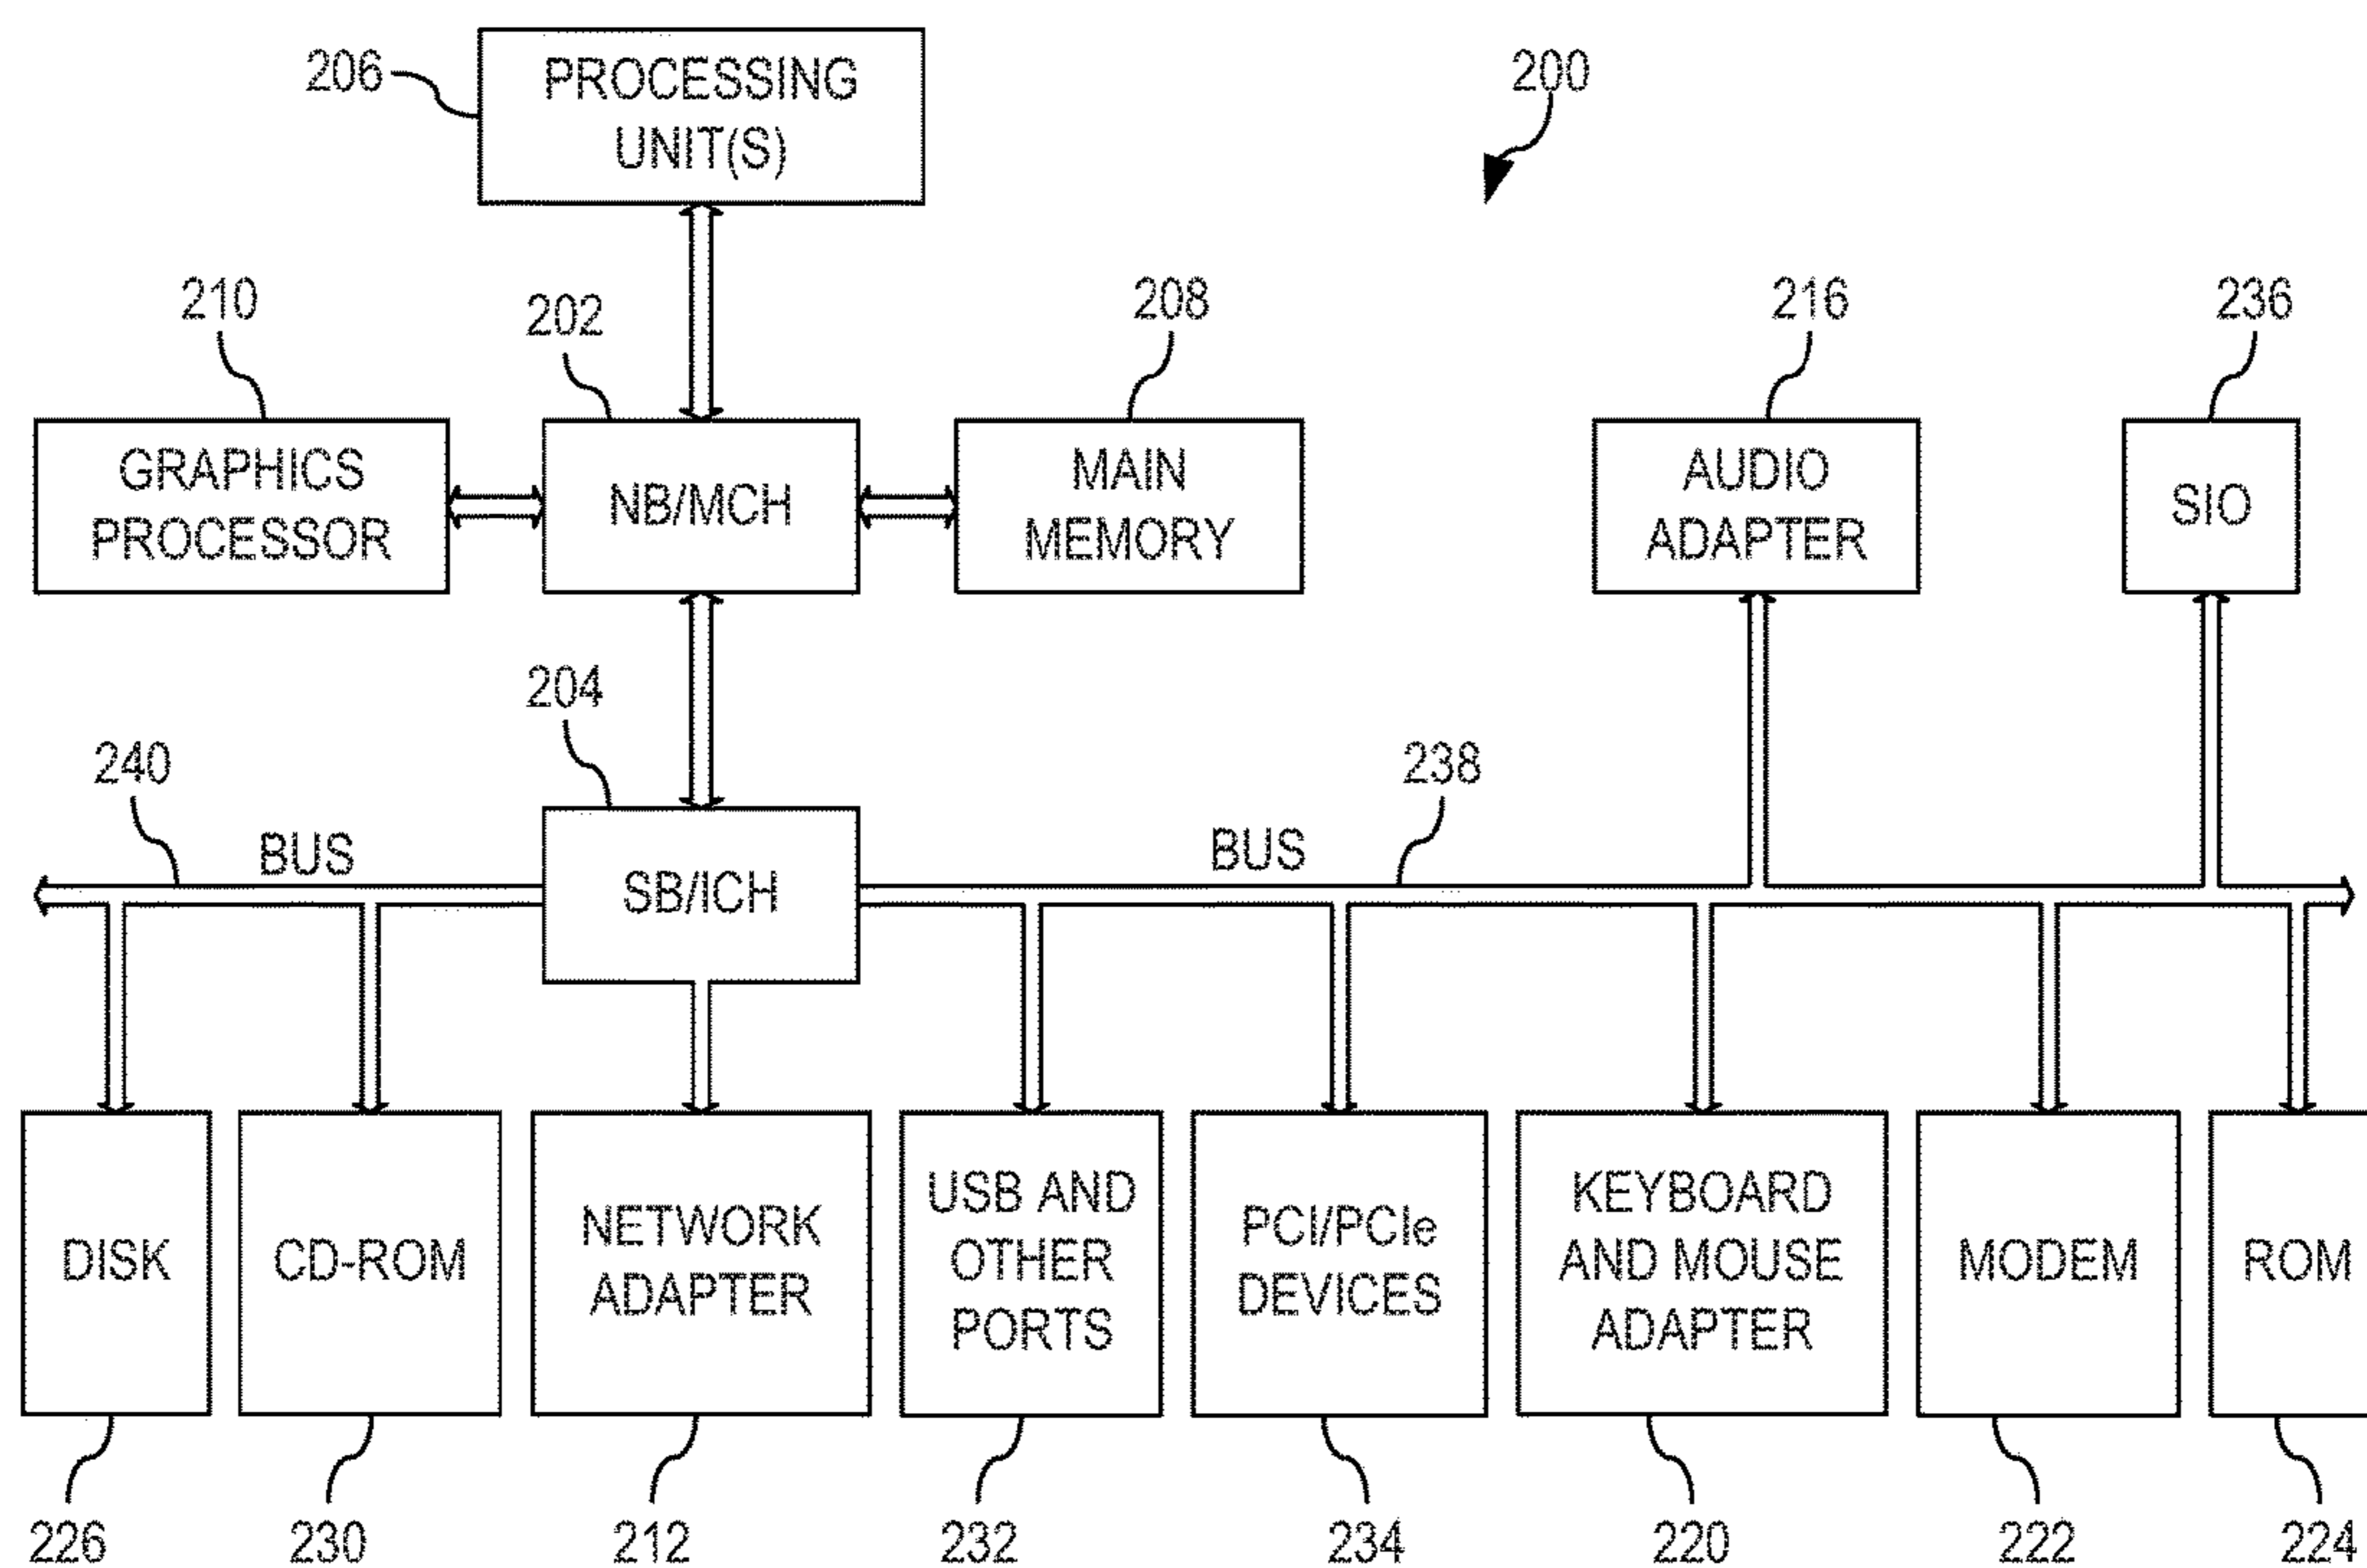 206
PROCESSING
UNIT(S)
200
210
202
208
216
236
GRAPHICS
PROCESSOR
NB/MCH
MAIN
MEMORY
AUDIO
ADAPTER
SIO
204
240
238
BUS
BUS
SB/ICH
DISK
CD-ROM
NETWORK
ADAPTER
USB AND
OTHER
PORTS
PCI/PCIe
DEVICES
KEYBOARD
AND MOUSE
ADAPTER
MODEM
ROM
226
230
212
232
234
220
222
224